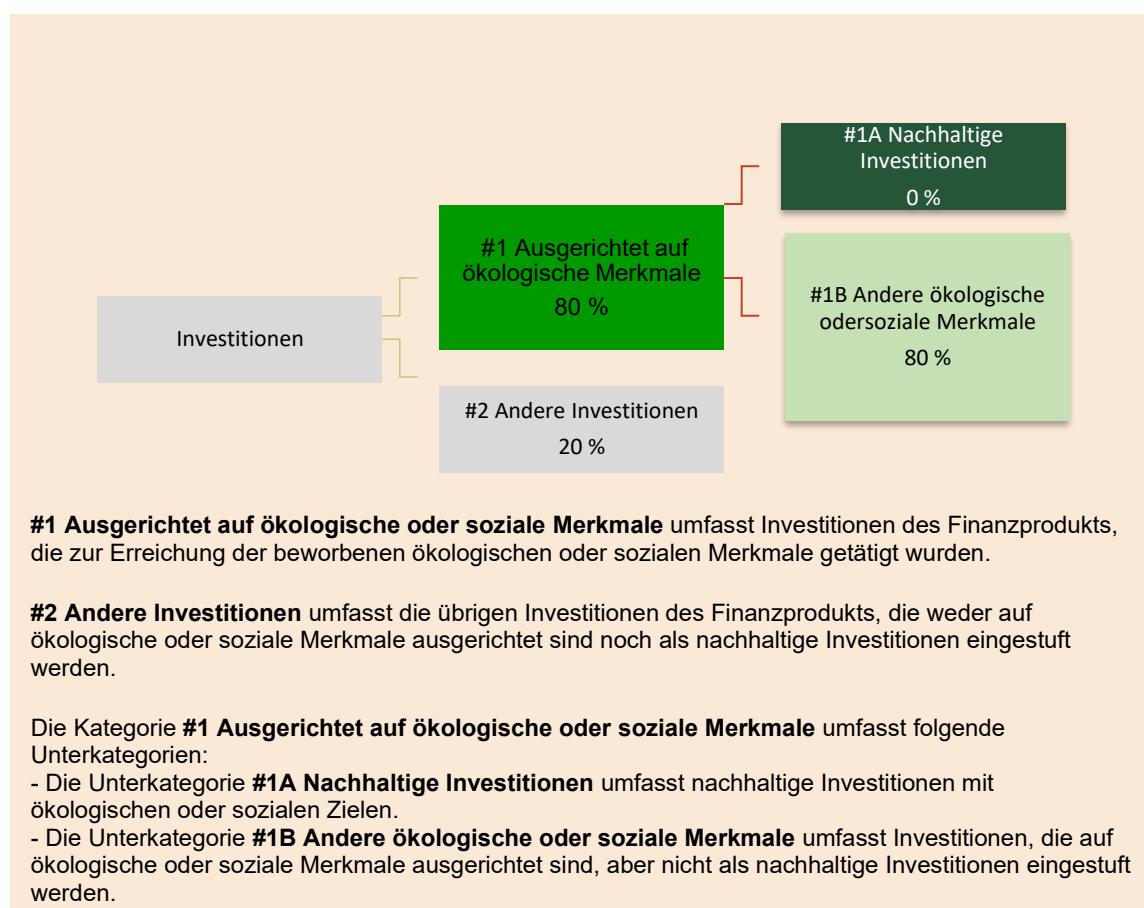 #1A Nachhaltige
Investitionen
0 %
#1 Ausgerichtet auf
ökologische Merkmale
80 %
#1B Andere ökologische
odersoziale Merkmale
80 %
Investitionen
#2 Andere Investitionen
20 %
#1 Ausgerichtet auf ökologische oder soziale Merkmale umfasst Investitionen des Finanzprodukts,
die zur Erreichung der beworbenen ökologischen oder sozialen Merkmale getätigt wurden.
#2 Andere Investitionen umfasst die übrigen Investitionen des Finanzprodukts, die weder auf
ökologische oder soziale Merkmale ausgerichtet sind noch als nachhaltige Investitionen eingestuft
werden.
Die Kategorie #1 Ausgerichtet auf ökologische oder soziale Merkmale umfasst folgende
Unterkategorien:
- Die Unterkategorie #1A Nachhaltige Investitionen umfasst nachhaltige Investitionen mit
ökologischen oder sozialen Zielen.
- Die Unterkategorie #1B Andere ökologische oder soziale Merkmale umfasst Investitionen, die auf
ökologische oder soziale Merkmale ausgerichtet sind, aber nicht als nachhaltige Investitionen eingestuft
werden.